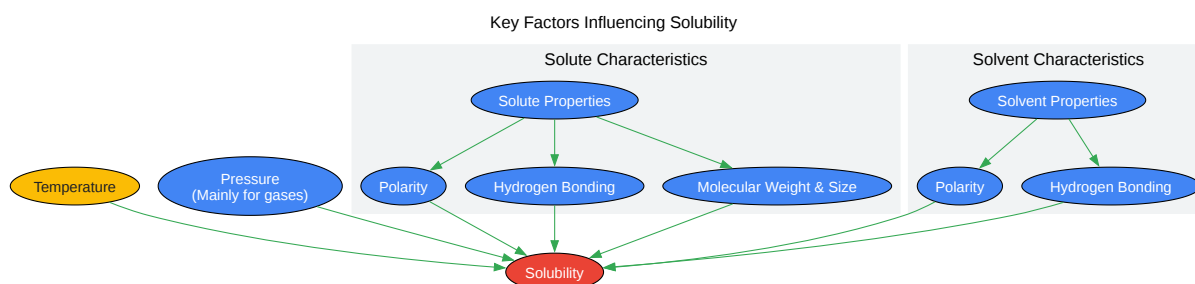 Key Factors Influencing Solubility
Solute Characteristics
Solvent Characteristics
Solute Properties
Solvent Properties
Temperature
Pressure
(Mainly for gases)
Polarity
Hydrogen Bonding
Molecular Weight & Size
Polarity
Hydrogen Bonding
Solubility